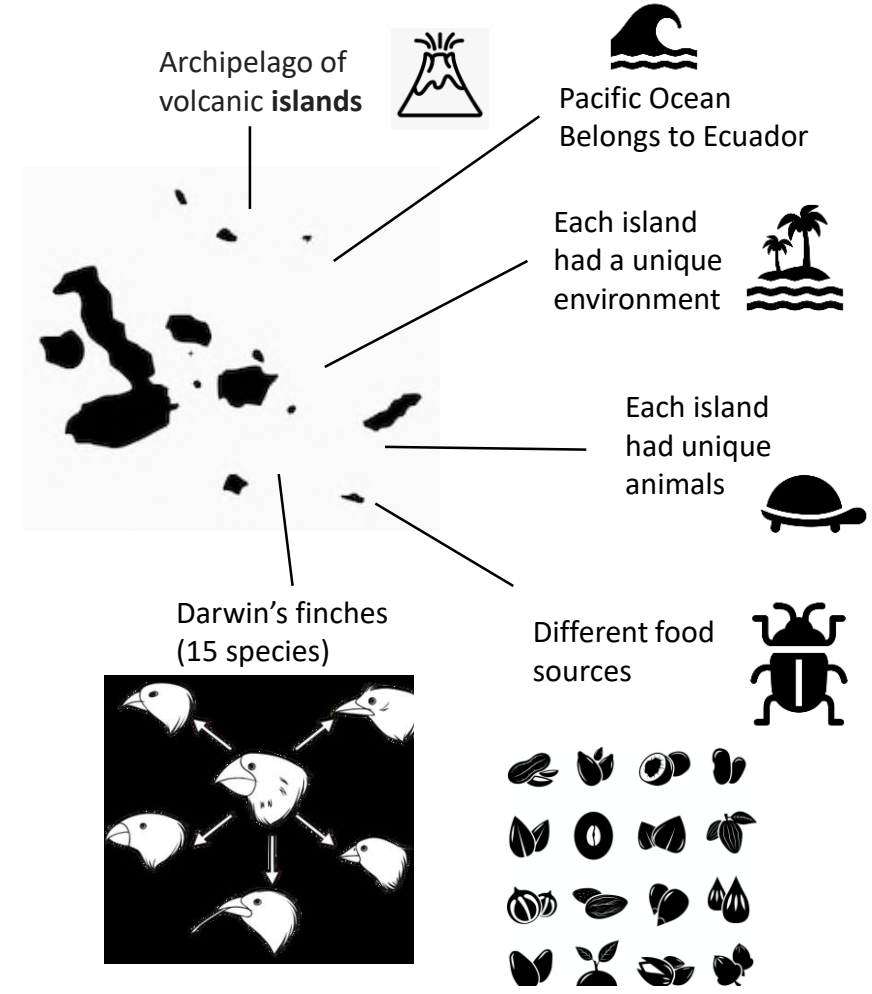 Archipelago of
volcanic islands
Pacific Ocean
Belongs to Ecuador
Each island
had a unique
environment
Each island
had unique
animals
Darwin’s finches
(15 species)
Different food
sources